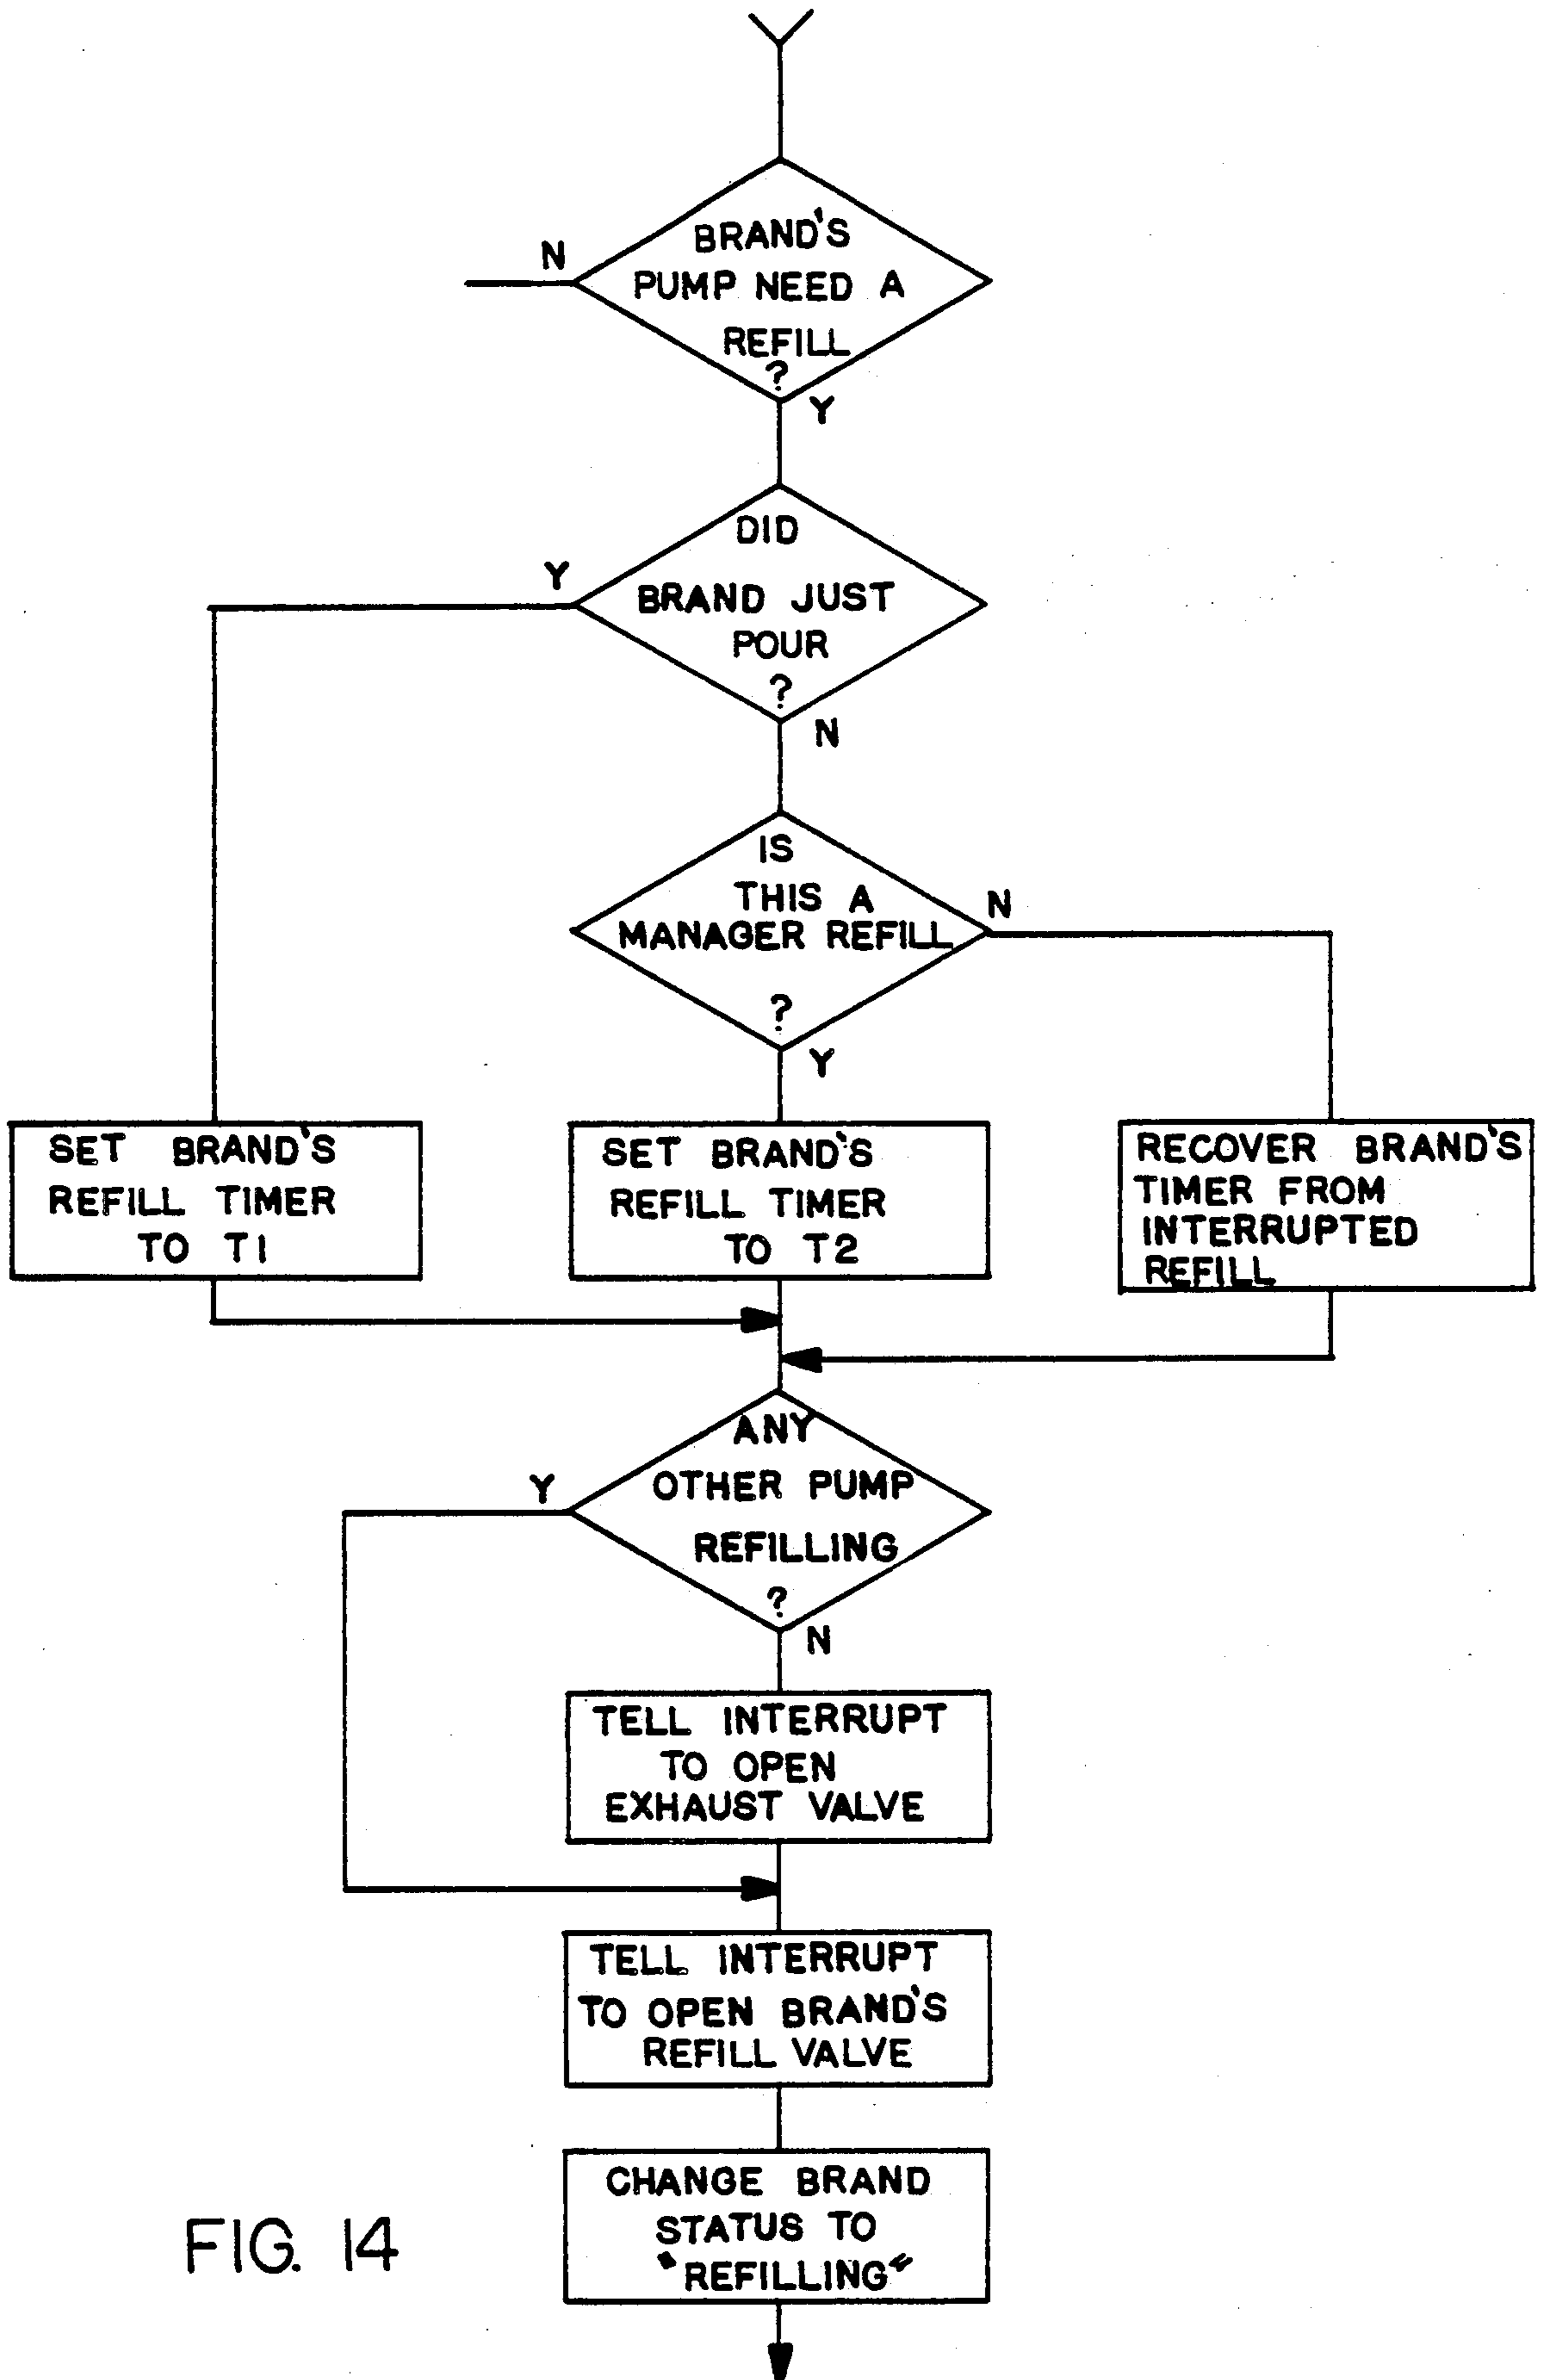 BRAND'S
N
PUMP NEED A
REFILL
?
Y
DID
Y
BRAND JUST
POUR
?
N
IS
THIS A
N
MANAGER REFILL
?
Y
SET BRAND'S
REFILL TIMER
TO T1
SET BRAND'S
REFILL TIMER
TO T2
RECOVER BRAND'S
TIMER FROM
INTERRUPTED
REFILL
ANY
Y
OTHER PUMP
REFILLING
?
N
TELL INTERRUPT
TO OPEN
EXHAUST VALVE
TELL INTERRUPT
TO OPEN BRAND'S
REFILL VALVE
CHANGE BRAND
STATUS TO
"REFILLING"
FIG. 14